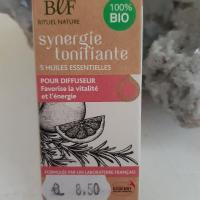 BLF
RITUEL NATURE
100%
BIO
synergie
tonifiante
5 HUILES ESSENTIELLES
POUR DIFFUSEUR
Favorise la vitalité
et l'énergie
FORMULÉE PAR UN LABORATOIRE FRANÇAIS
8.50